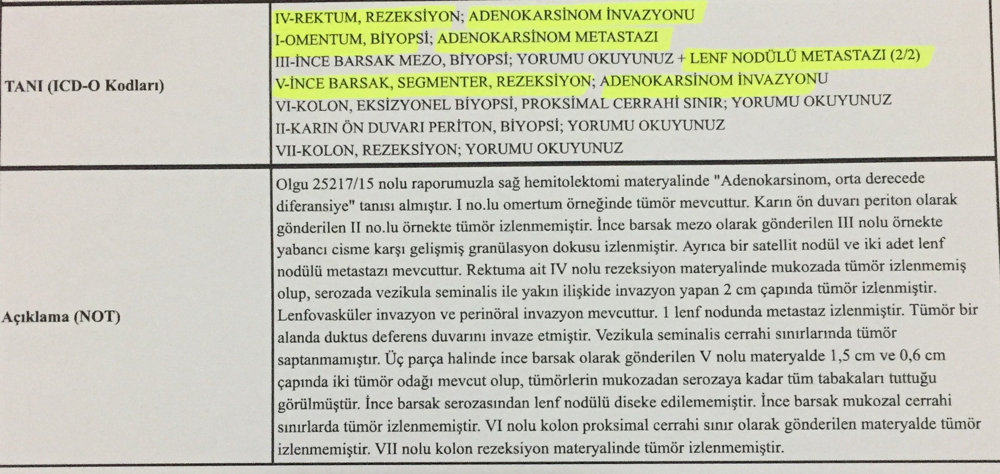 IV-REKTUM, REZEKSİYON; ADENOKARSİNOM İNVAZYONU
I-OMENTUM, BİYOPSİ; ADENOKARSİNOM METASTAZI
III-İNCE BARSAK MEZO, BİYOPSİ; YORUMU OKUYUNUZ + LENF NODÜLÜ METASTAZI (2/2)
TANI (ICD-O Kodları)
V-İNCE BARSAK, SEGMENTER, REZEKSİYON; ADENOKARSİNOM İNVAZYONU
VI-KOLON, EKSİZYONEL BİYOPSİ, PROKSİMAL CERRAHİ SINIR; YORUMU OKUYUNUZ
II-KARIN ÖN DUVARI PERİTON, BİYOPSİ; YORUMU OKUYUNUZ
VII-KOLON, REZEKSİYON; YORUMU OKUYUNUZ
Açıklama (NOT)
Olgu 25217/15 nolu raporumuzla sağ hemitolektomi materyalinde "Adenokarsinom, orta derecede
diferansiye" tanısı almıştır. I no.lu omertum örneğinde tümör mevcuttur. Karın ön duvarı periton olarak
gönderilen II no.lu örnekte tümör izlenmemiştir. İnce barsak mezo olarak gönderilen III nolu örnekte
yabancı cisme karşı gelişmiş granülasyon dokusu izlenmiştir. Ayrıca bir satellit nodül ve iki adet lenf
nodülü metastazı mevcuttur. Rektuma ait IV nolu rezeksiyon materyalinde mukozada tümör izlenmemiş
olup, serozada vezikula seminalis ile yakın ilişkide invazyon yapan 2 cm çapında tümör izlenmiştir.
Lenfovasküler invazyon ve perinöral invazyon mevcuttur. 1 lenf nodunda metastaz izlenmiştir. Tümör bir
alanda duktus deferens duvarını invaze etmiştir. Vezikula seminalis cerrahi sınırlarında tümör
saptanmamıştır. Üç parça halinde ince barsak olarak gönderilen V nolu materyalde 1,5 cm ve 0,6 cm
çapında iki tümör odağı mevcut olup, tümörlerin mukozadan serozaya kadar tüm tabakaları tuttuğu
görülmüştür. İnce barsak serozasından lenf nodülü diseke edilememiştir. İnce barsak mukozal cerrahi
sınırlarda tümör izlenmemiştir. VI nolu kolon proksimal cerrahi sınır olarak gönderilen materyalde tümör
izlenmemiştir. VII nolu kolon rezeksiyon materyalinde tümör izlenmemiştir.